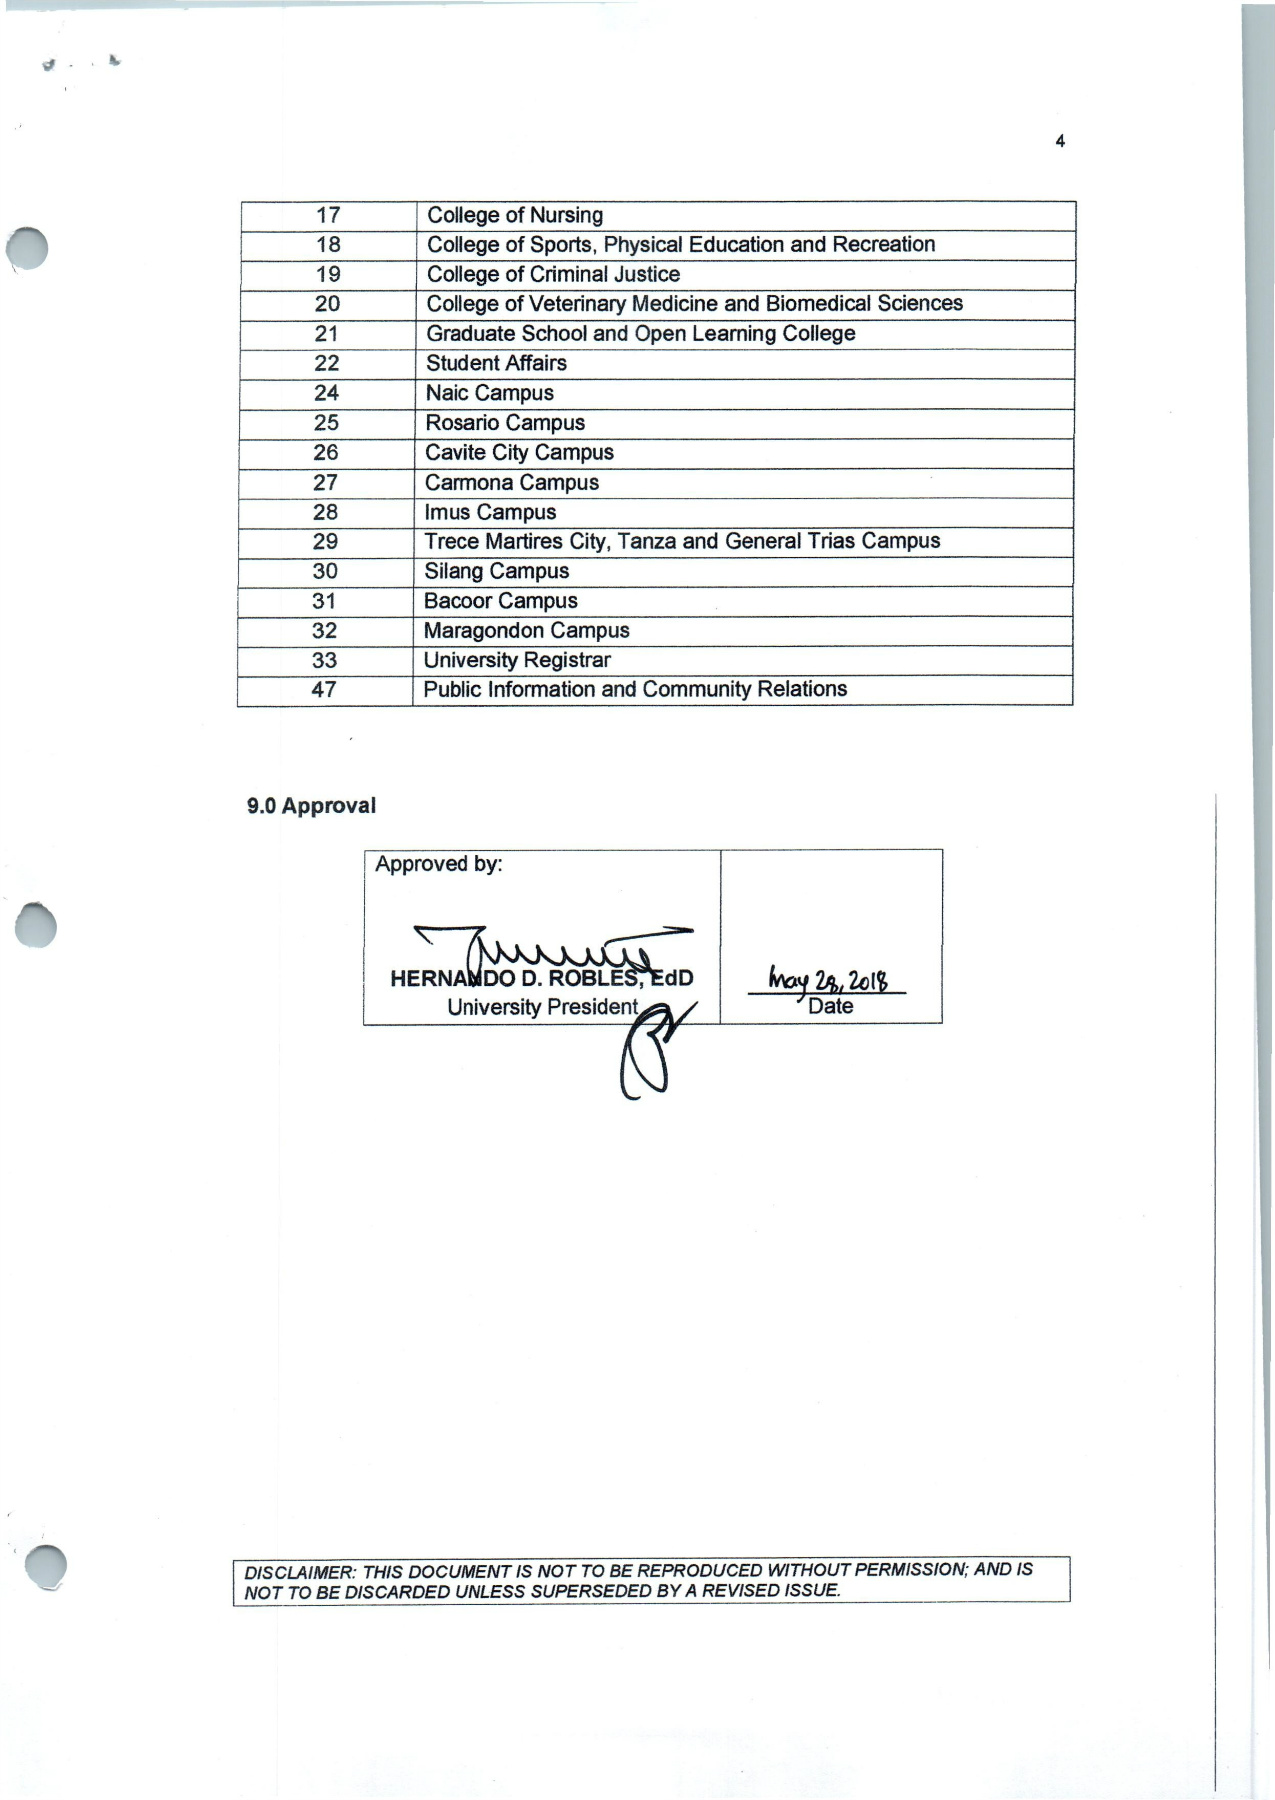 4
17 College of Nursing
18 College of Sports, Physical Education and Recreation
19 College of Criminal Justice
20 College of Veterinary Medicine and Biomedical Sciences
21 Graduate School and Open Learning College
22 Student Affairs
24 Naic Campus
25 Rosario Campus
26 Cavite City Campus
27 Carmona Campus
28 Imus Campus
29 Trece Martires City, Tanza and General Trias Campus
30 Silang Campus
31 Bacoor Campus
32 Maragondon Campus
33 University Registrar
47 Public Information and Community Relations
9.0 Approval
Approved by:
HERNANDO D. ROBLES, EdD
University President
May 28, 2018
Date
DISCLAIMER: THIS DOCUMENT IS NOT TO BE REPRODUCED WITHOUT PERMISSION; AND IS
NOT TO BE DISCARDED UNLESS SUPERSEDED BY A REVISED ISSUE.